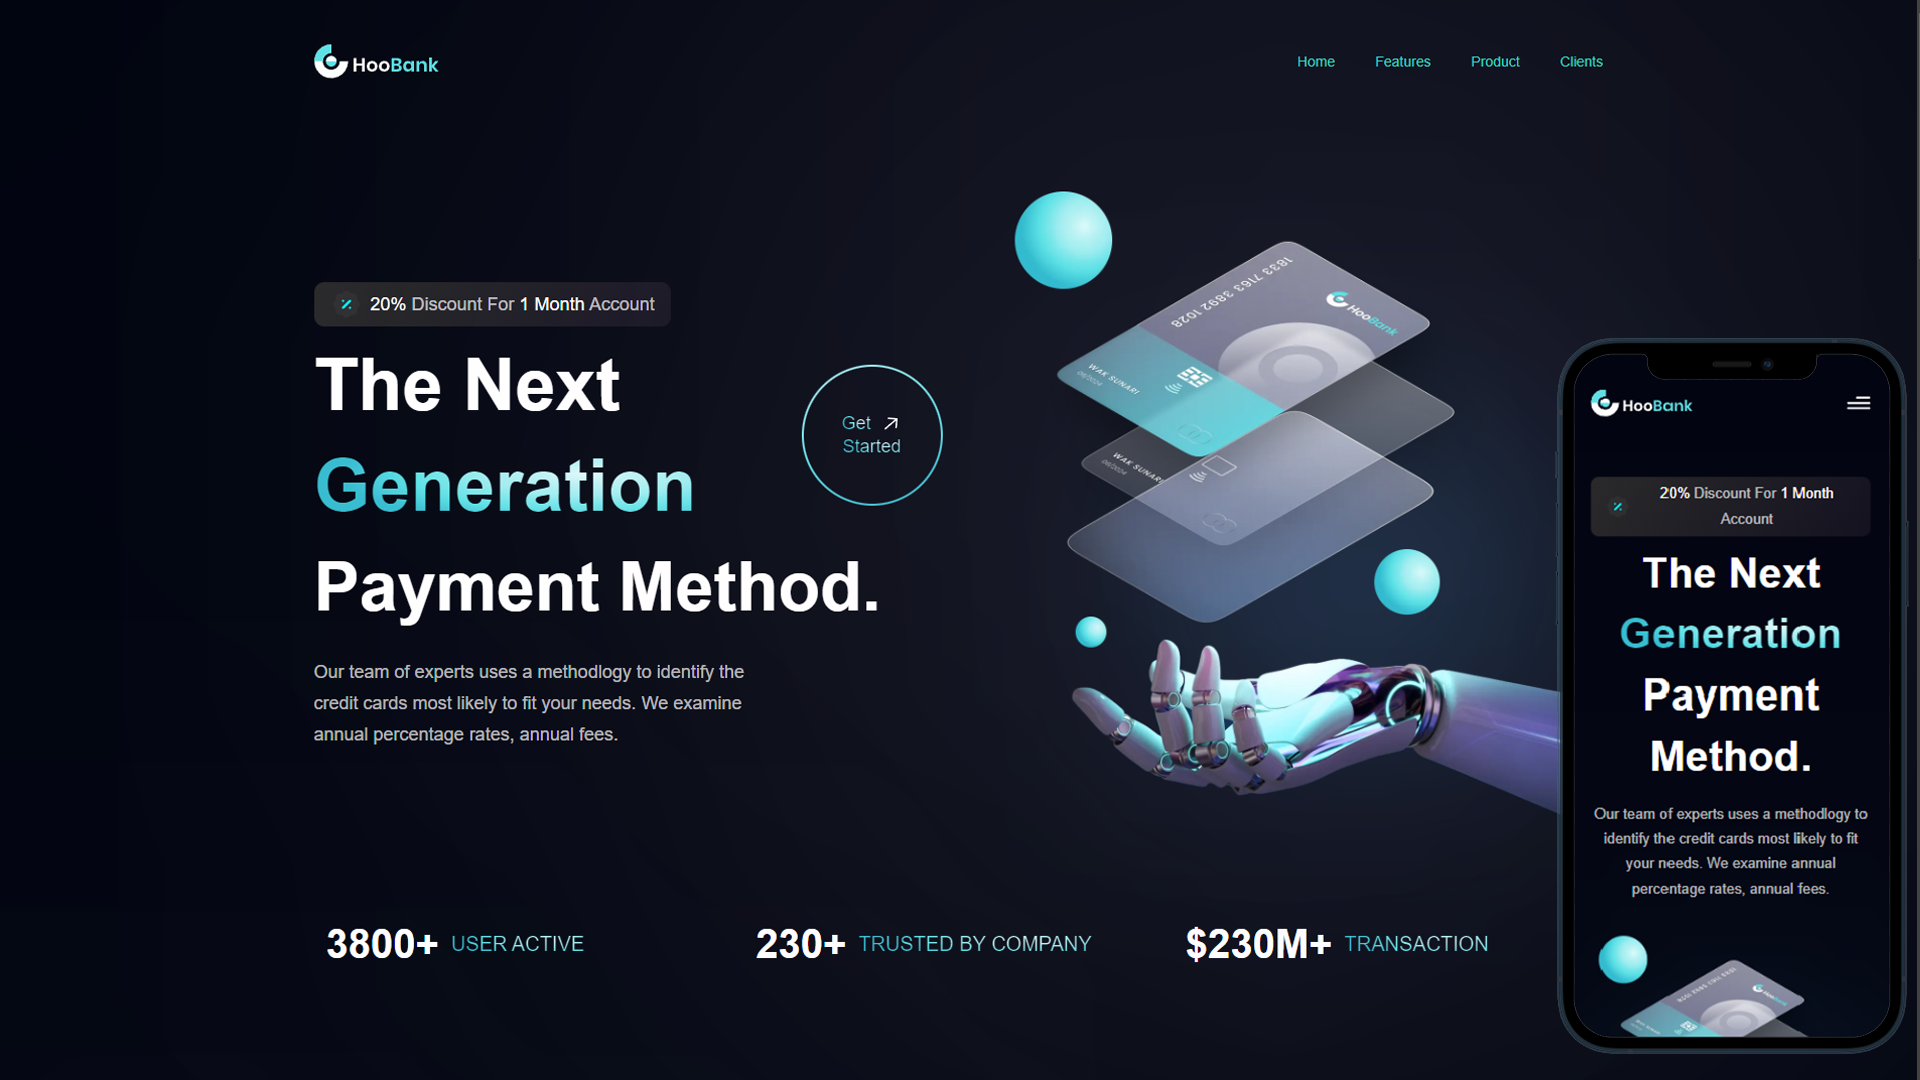 HooBank
Home Features Product Clients
20% Discount For 1 Month Account
The Next
Generation
Payment Method.
Get
Started
Our team of experts uses a methodlogy to identify the
credit cards most likely to fit your needs. We examine
annual percentage rates, annual fees.
1833 7163 3892 1028
HooBank
WAK SUNARI
08/2024
WAK SUNARI
08/2024
3800+ USER ACTIVE
230+ TRUSTED BY COMPANY
$230M+ TRANSACTION
HooBank
20% Discount For 1 Month
Account
The Next
Generation
Payment
Method.
Our team of experts uses a methodlogy to
identify the credit cards most likely to fit
your needs. We examine annual
percentage rates, annual fees.
HooBank